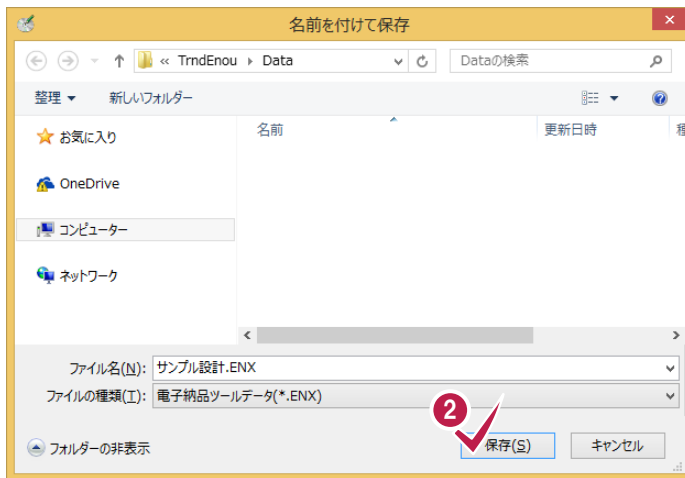 名前を付けて保存
« TrndEnou Data Dataの検索
整理 新しいフォルダー
お気に入り 名前 更新日時
OneDrive
コンピューター
ネットワーク
ファイル名(N): サンプル設計.ENX
ファイルの種類(T): 電子納品ツールデータ(*.ENX)
2
フォルダーの非表示 保存(S) キャンセル